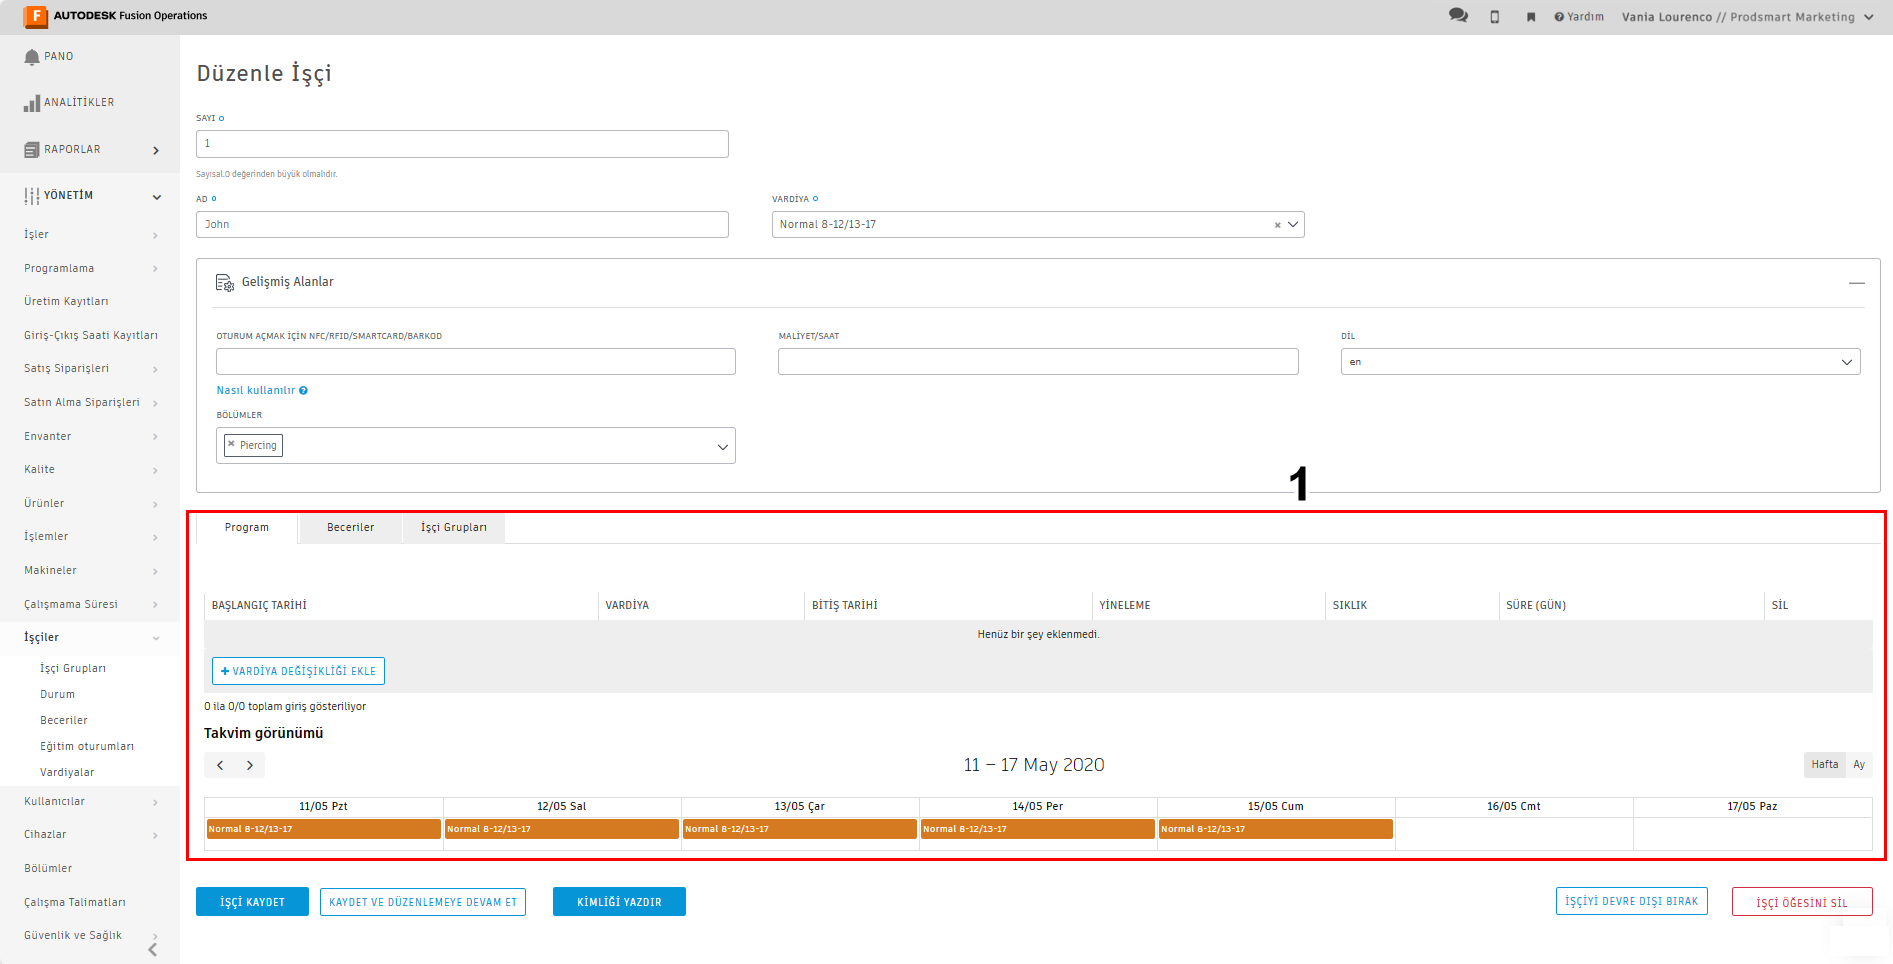 AUTODESK Fusion Operations
Yardım
Vania Lourenco // Prodsmart Marketing
PANO
ANALİTİKLER
RAPORLAR
YÖNETİM
İşler
Programlama
Üretim Kayıtları
Giriş-Çıkış Saati Kayıtları
Satış Siparişleri
Satın Alma Siparişleri
Envanter
Kalite
Ürünler
İşlemler
Makineler
Çalışmama Süresi
İşçiler
İşçi Grupları
Durum
Beceriler
Eğitim oturumları
Vardiyalar
Kullanıcılar
Cihazlar
Bölümler
Çalışma Talimatları
Güvenlik ve Sağlık
Düzenle İşçi
SAYI
1
Sayısal.0 değerinden büyük olmalıdır.
AD
John
VARDİYA
Normal 8-12/13-17
Gelişmiş Alanlar
OTURUM AÇMAK İÇİN NFC/RFID/SMARTCARD/BARKOD
MALİYET/SAAT
DİL
en
Nasıl kullanılır
BÖLÜMLER
Piercing
1
Program
Beceriler
İşçi Grupları
BAŞLANGIÇ TARİHİ
VARDİYA
BİTİŞ TARİHİ
YİNELEME
SIKLIK
SÜRE (GÜN)
SİL
Henüz bir şey eklenmedi.
+ VARDİYA DEĞİŞİKLİĞİ EKLE
0 ila 0/0 toplam giriş gösteriliyor
Takvim görünümü
11 – 17 May 2020
Hafta
Ay
11/05 Pzt
12/05 Sal
13/05 Çar
14/05 Per
15/05 Cum
16/05 Cmt
17/05 Paz
Normal 8-12/13-17
Normal 8-12/13-17
Normal 8-12/13-17
Normal 8-12/13-17
Normal 8-12/13-17
İŞÇİ KAYDET
KAYDET VE DÜZENLEMEYE DEVAM ET
KİMLİĞİ YAZDIR
İŞÇİYİ DEVRE DIŞI BIRAK
İŞÇİ ÖĞESİNİ SİL